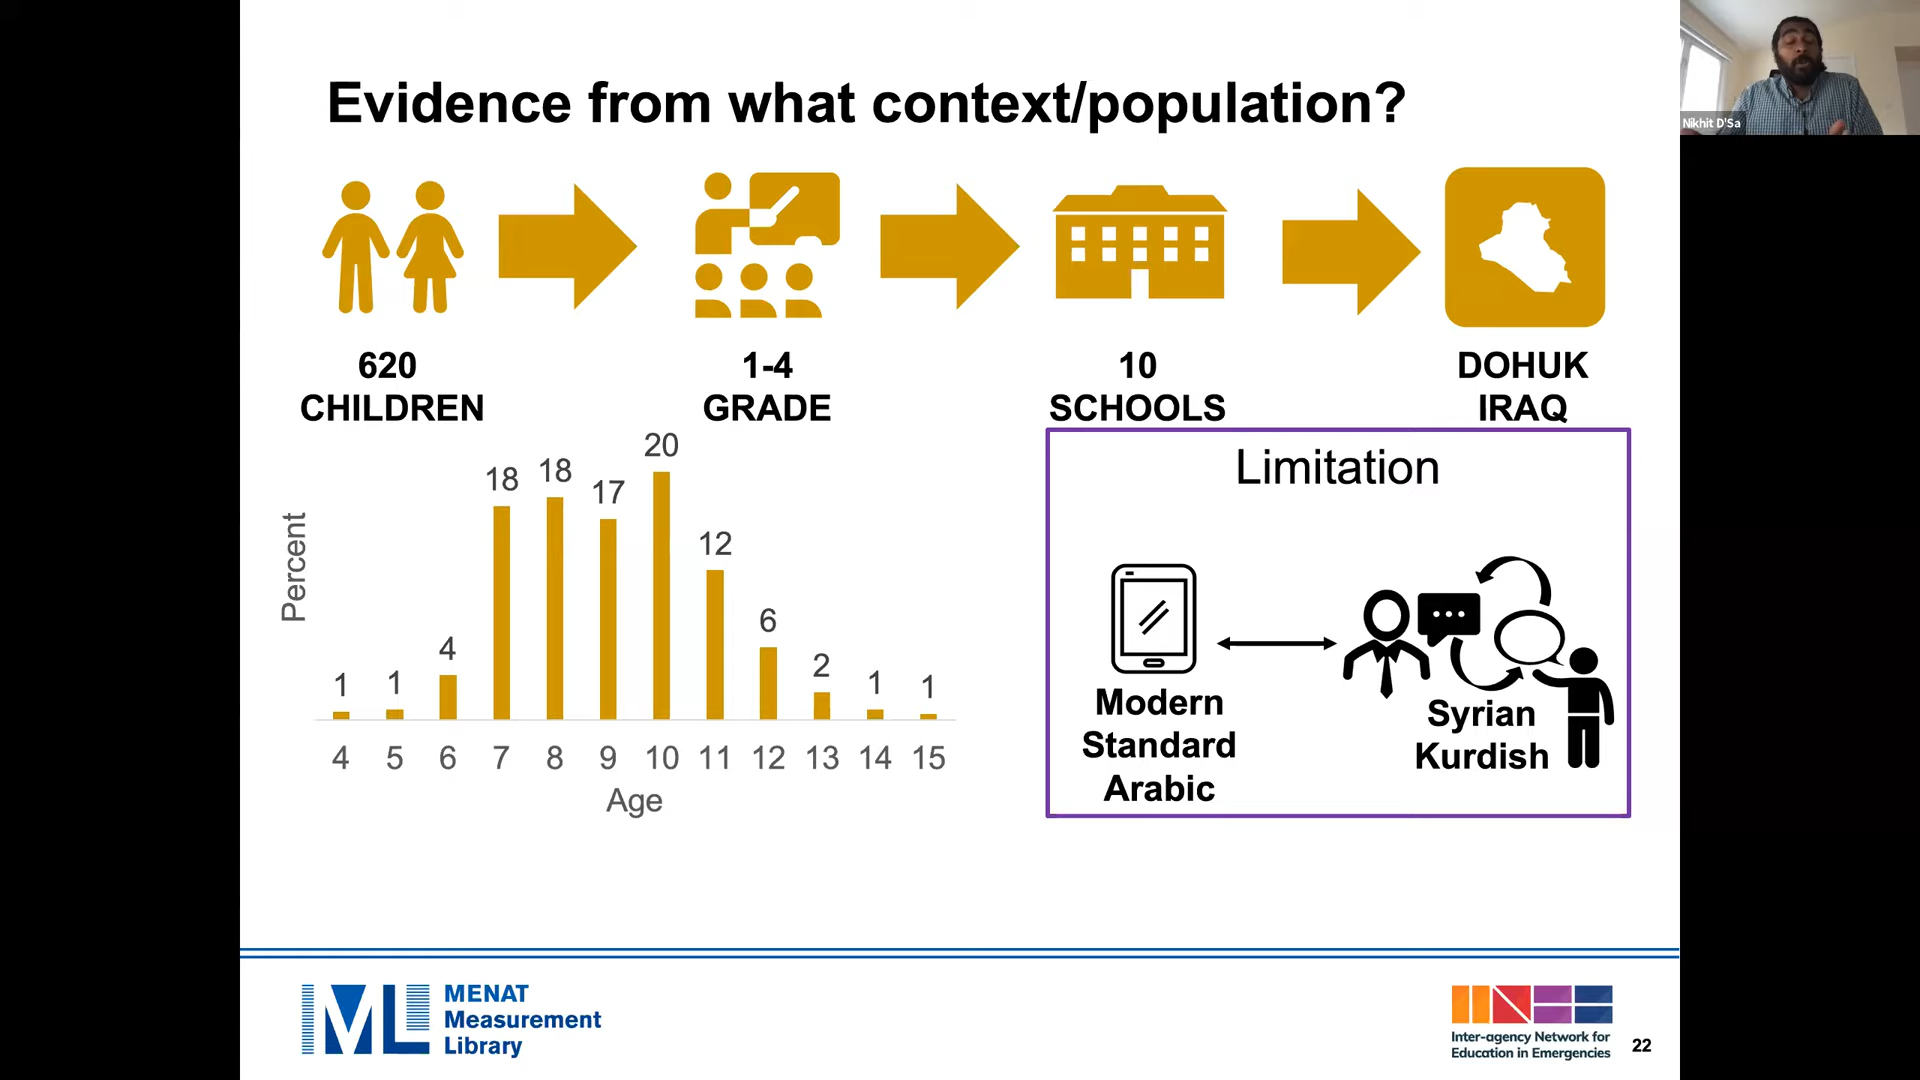 Evidence from what context/population?
Nikhit D'Sa
620
CHILDREN
1-4
GRADE
10
SCHOOLS
DOHUK
IRAQ
Percent
1
1
4
18
18
17
20
12
6
2
1
1
4 5 6 7 8 9 10 11 12 13 14 15
Age
Limitation
Modern
Standard
Arabic
Syrian
Kurdish
ML
MENAT
Measurement
Library
INEE
Inter-agency Network for
Education in Emergencies
22